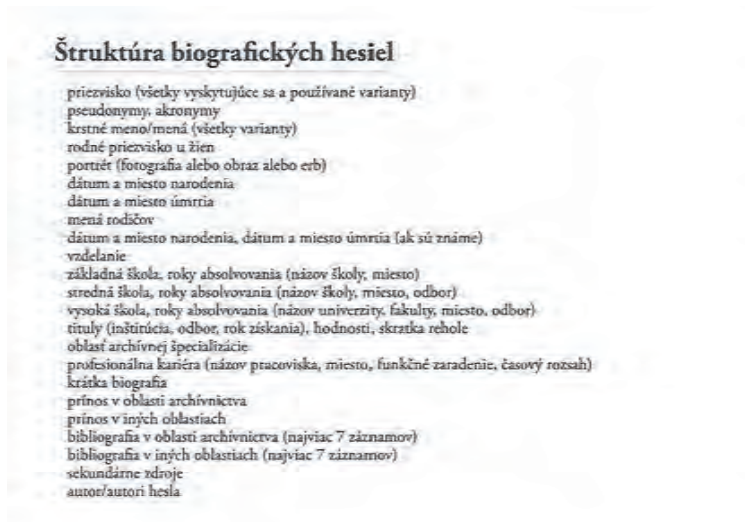 Štruktúra biografických hesiel
priezvisko (všetky vyskytujúce sa a používané varianty)
pseudonymy, akronymy
krstné meno/mená (všetky varianty)
rodné priezvisko u žien
portrét (fotografia alebo obraz alebo erb)
dátum a miesto narodenia
dátum a miesto úmrtia
mená rodičov
dátum a miesto narodenia, dátum a miesto úmrtia (ak sú známe)
vzdelanie
základná škola, roky absolvovania (názov školy, miesto)
stredná škola, roky absolvovania (názov školy, miesto, odbor)
vysoká škola, roky absolvovania (názov univerzity, fakulty, miesto, odbor)
tituly (inštitúcia, odbor, rok získania), hodnosti, skratka rehole
oblasť archívnej špecializácie
profesionálna kariéra (názov pracoviska, miesto, funkčné zaradenie, časový rozsah)
krátka biografia
prínos v oblasti archívnictva
prínos v iných oblastiach
bibliografia v oblasti archívnictva (najviac 7 záznamov)
bibliografia v iných oblastiach (najviac 7 záznamov)
sekundárne zdroje
autor/autori hesla